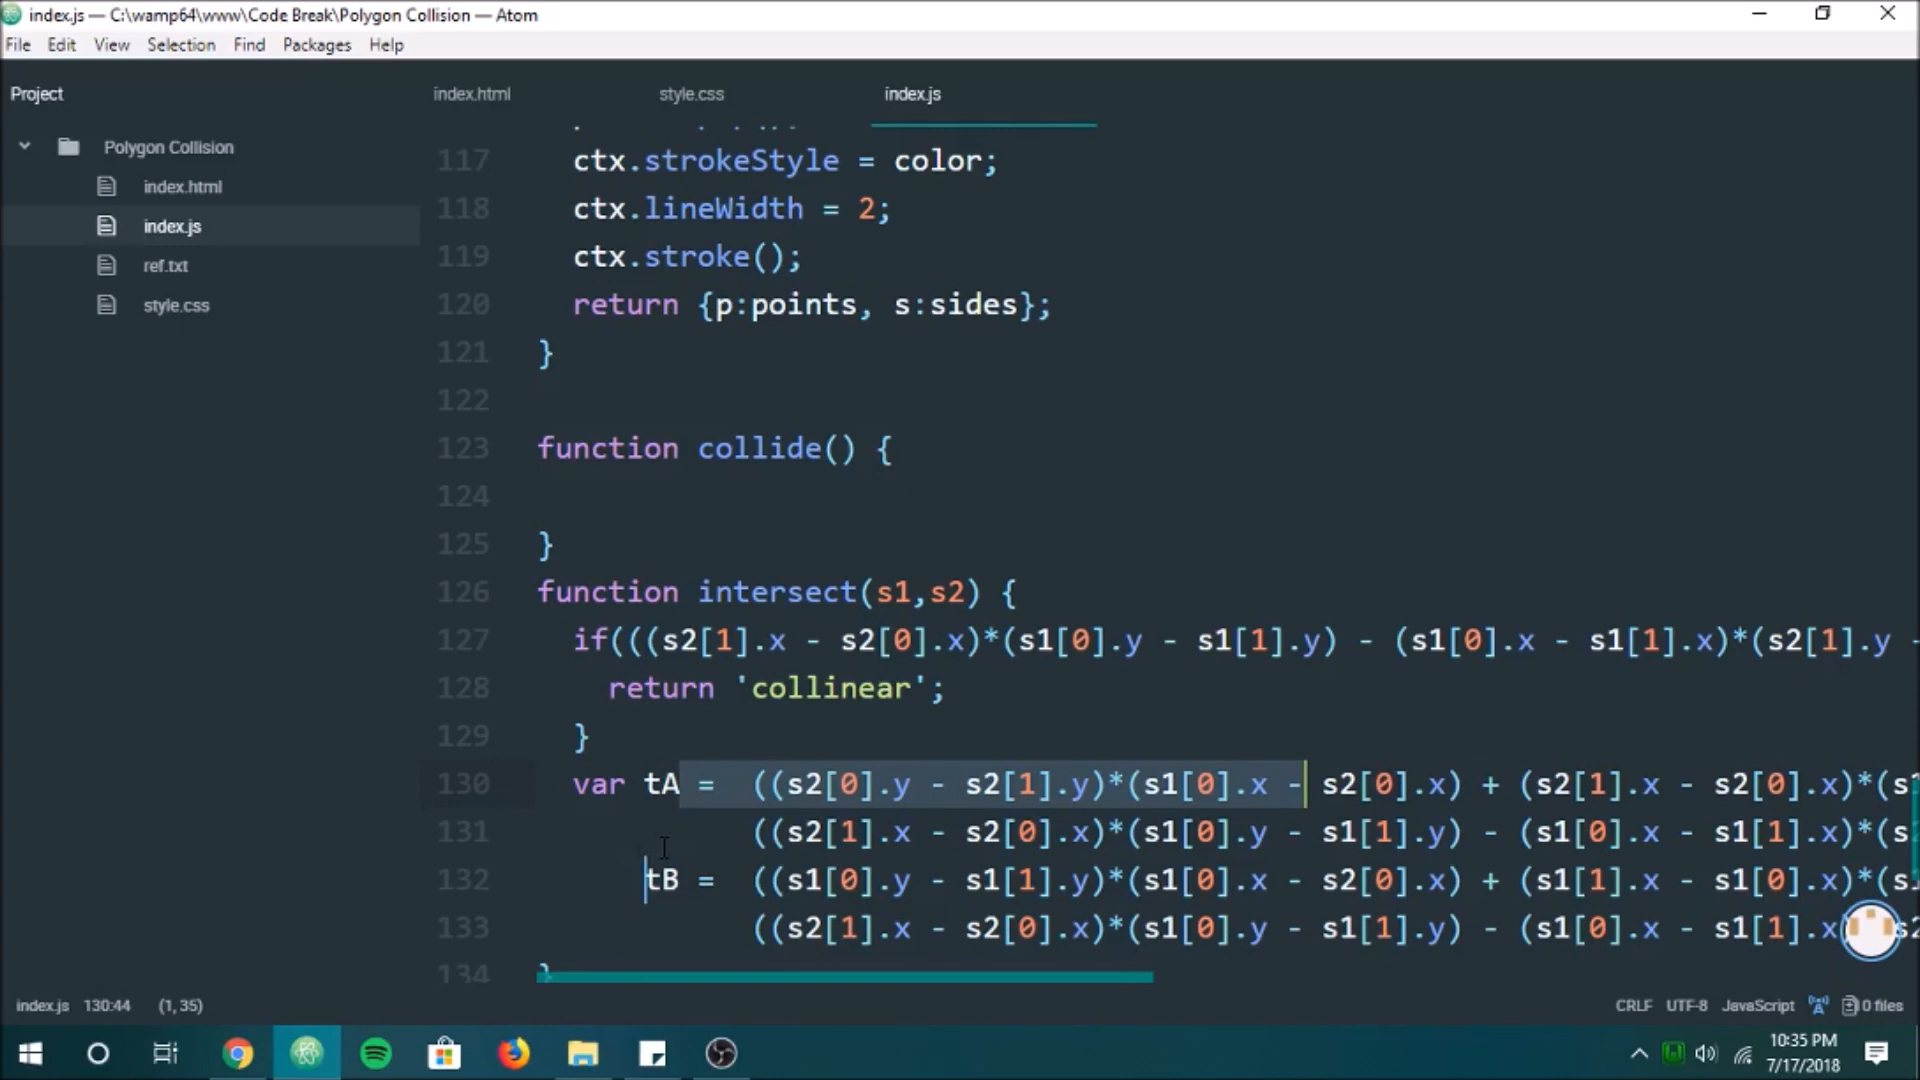 index.js — C:\wamp64\www\Code Break\Polygon Collision — Atom
File Edit View Selection Find Packages Help
Project
index.html style.css index.js
Polygon Collision
index.html
index.js
ref.txt
style.css
117 ctx.strokeStyle = color;
118 ctx.lineWidth = 2;
119 ctx.stroke();
120 return {p:points, s:sides};
121 }
122
123 function collide() {
124
125 }
126 function intersect(s1,s2) {
127 if(((s2[1].x - s2[0].x)*(s1[0].y - s1[1].y) - (s1[0].x - s1[1].x)*(s2[1].y -
128 return 'collinear';
129 }
130 var tA = ((s2[0].y - s2[1].y)*(s1[0].x - s2[0].x) + (s2[1].x - s2[0].x)*(s1
131 ((s2[1].x - s2[0].x)*(s1[0].y - s1[1].y) - (s1[0].x - s1[1].x)*(s2
132 tB = ((s1[0].y - s1[1].y)*(s1[0].x - s2[0].x) + (s1[1].x - s1[0].x)*(s1
133 ((s2[1].x - s2[0].x)*(s1[0].y - s1[1].y) - (s1[0].x - s1[1].x)*(s2
134 }
index.js 130:44 (1, 35)
CRLF UTF-8 JavaScript 0 files
10:35 PM
7/17/2018